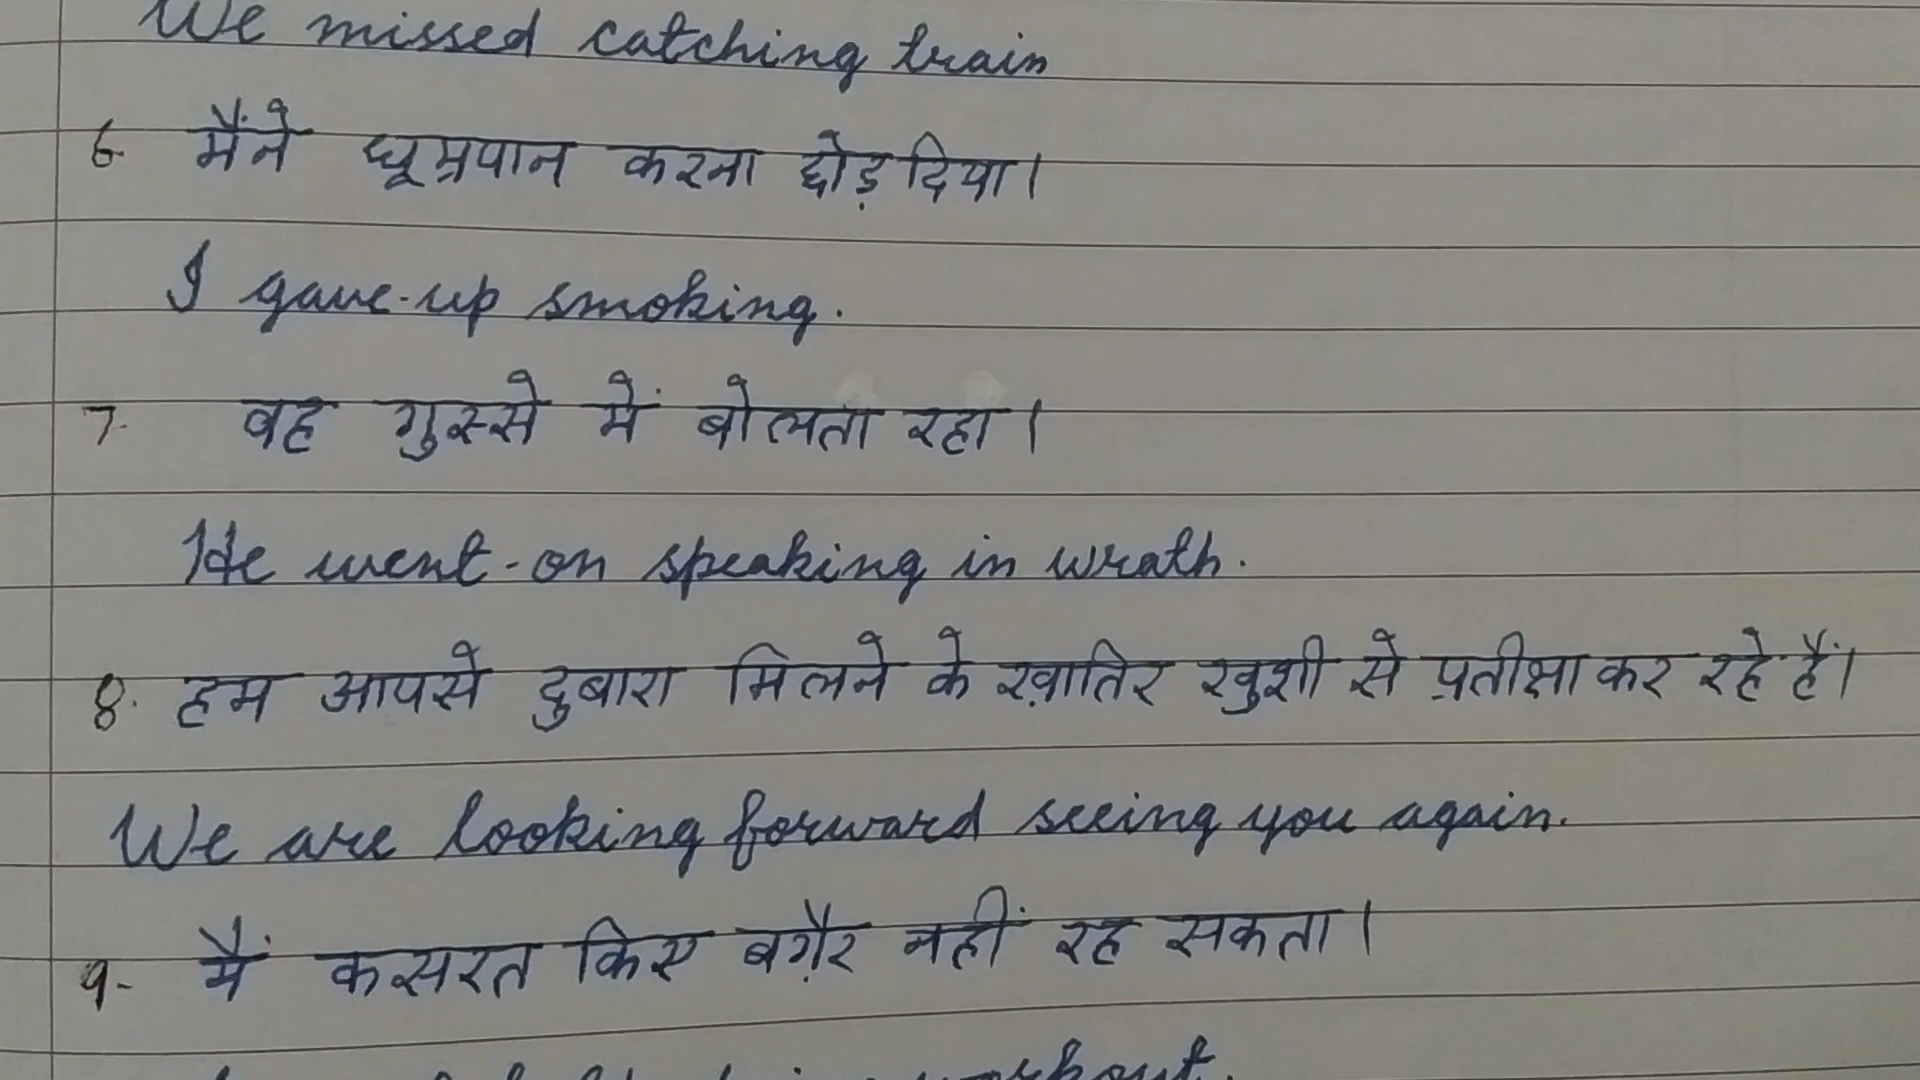 We missed catching train
6. मैंने धूम्रपान करना छोड़ दिया।
I gave-up smoking.
7- वह गुस्से में बोलता रहा।
He went-on speaking in wrath.
8. हम आपसे दुबारा मिलने के ख़ातिर खुशी से प्रतीक्षा कर रहे हैं।
We are looking forward seeing you again.
9- मैं कसरत किए बग़ैर नहीं रह सकता।
workout.